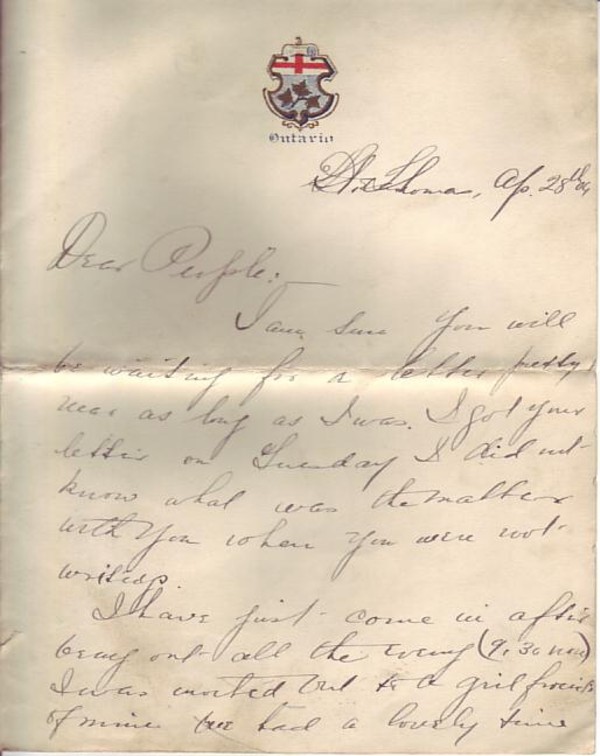 Ontario
St. Thomas, Ap. 28th 04
Dear People:
I am sure you will
be waiting for a letter pretty
near as long as I was. I got your
letter on Tuesday I did not
know what was the matter
with you when you were not
writing.
I have just come in after
being out all the evening (9.30 now)
I was invited out to a girl friends
of mine we had a lovely time